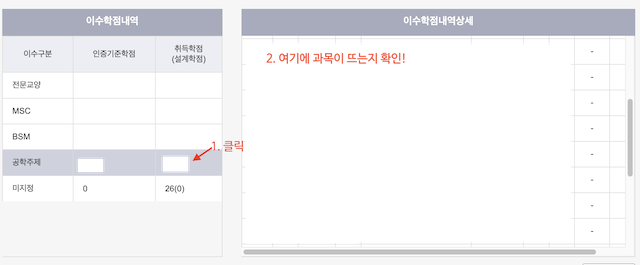 이수학점내역
이수구분 인증기준학점 취득학점
(설계학점)
전문교양
MSC
BSM
공학주제
미지정 0 26(0)
1. 클릭
이수학점내역상세
2. 여기에 과목이 뜨는지 확인!
-
-
-
-
-
-
-
-